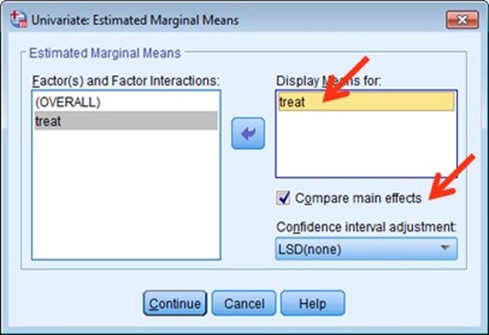 Univariate: Estimated Marginal Means
Estimated Marginal Means
Factor(s) and Factor Interactions:
(OVERALL)
treat
Display Means for:
treat
Compare main effects
Confidence interval adjustment:
LSD(none)
Continue
Cancel
Help